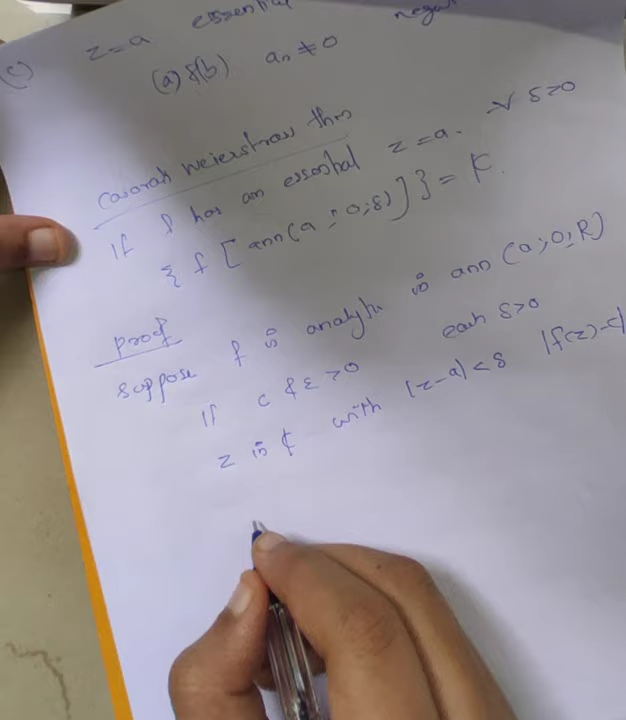 (c) z=a essential nega
(a) & (b) aₙ ≠ 0
Casorati Weierstrass thm
If f has an essential z=a. ∀ δ>0
{ f [ ann(a ; 0; δ) ] } = ₵.
proof
suppose f is analytic in ann (a; 0; R)
If c & ε >0 each δ>0
z in ₵ with |z-a|<δ |f(z)-c|